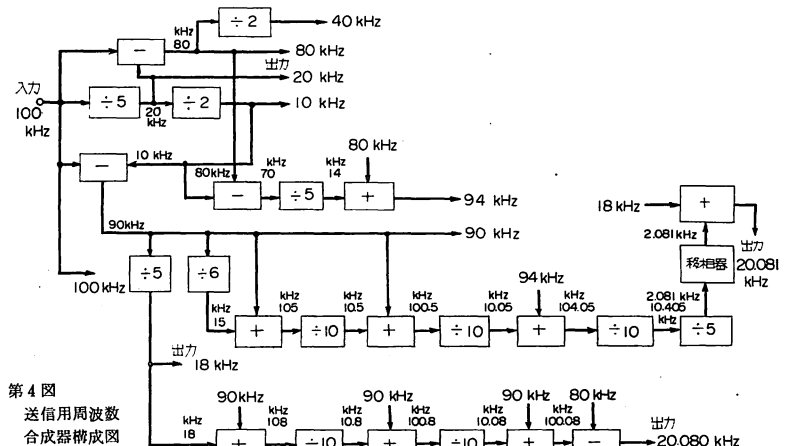 kHz
80
÷2
40 kHz
−
80 kHz
出力
20 kHz
入力
100
kHz
÷5
20
kHz
÷2
10 kHz
−
10 kHz
80kHz
kHz
70
kHz
14
80 kHz
−
÷5
+
94 kHz
90kHz
90 kHz
18 kHz
+
2.081kHz
移相器
出力
20.081
kHz
100kHz
÷5
÷6
kHz
15
+
kHz
105
÷10
kHz
10.5
+
kHz
100.5
÷10
kHz
10.05
94 kHz
+
kHz
104.05
÷10
2.081 kHz
10.405
kHz
÷5
出力
18 kHz
第4図
送信用周波数
合成器構成図
kHz
18
90kHz
+
kHz
108
÷10
kHz
10.8
90 kHz
+
kHz
100.8
÷10
kHz
10.08
90 kHz
+
kHz
100.08
80 kHz
−
出力
20.080 kHz